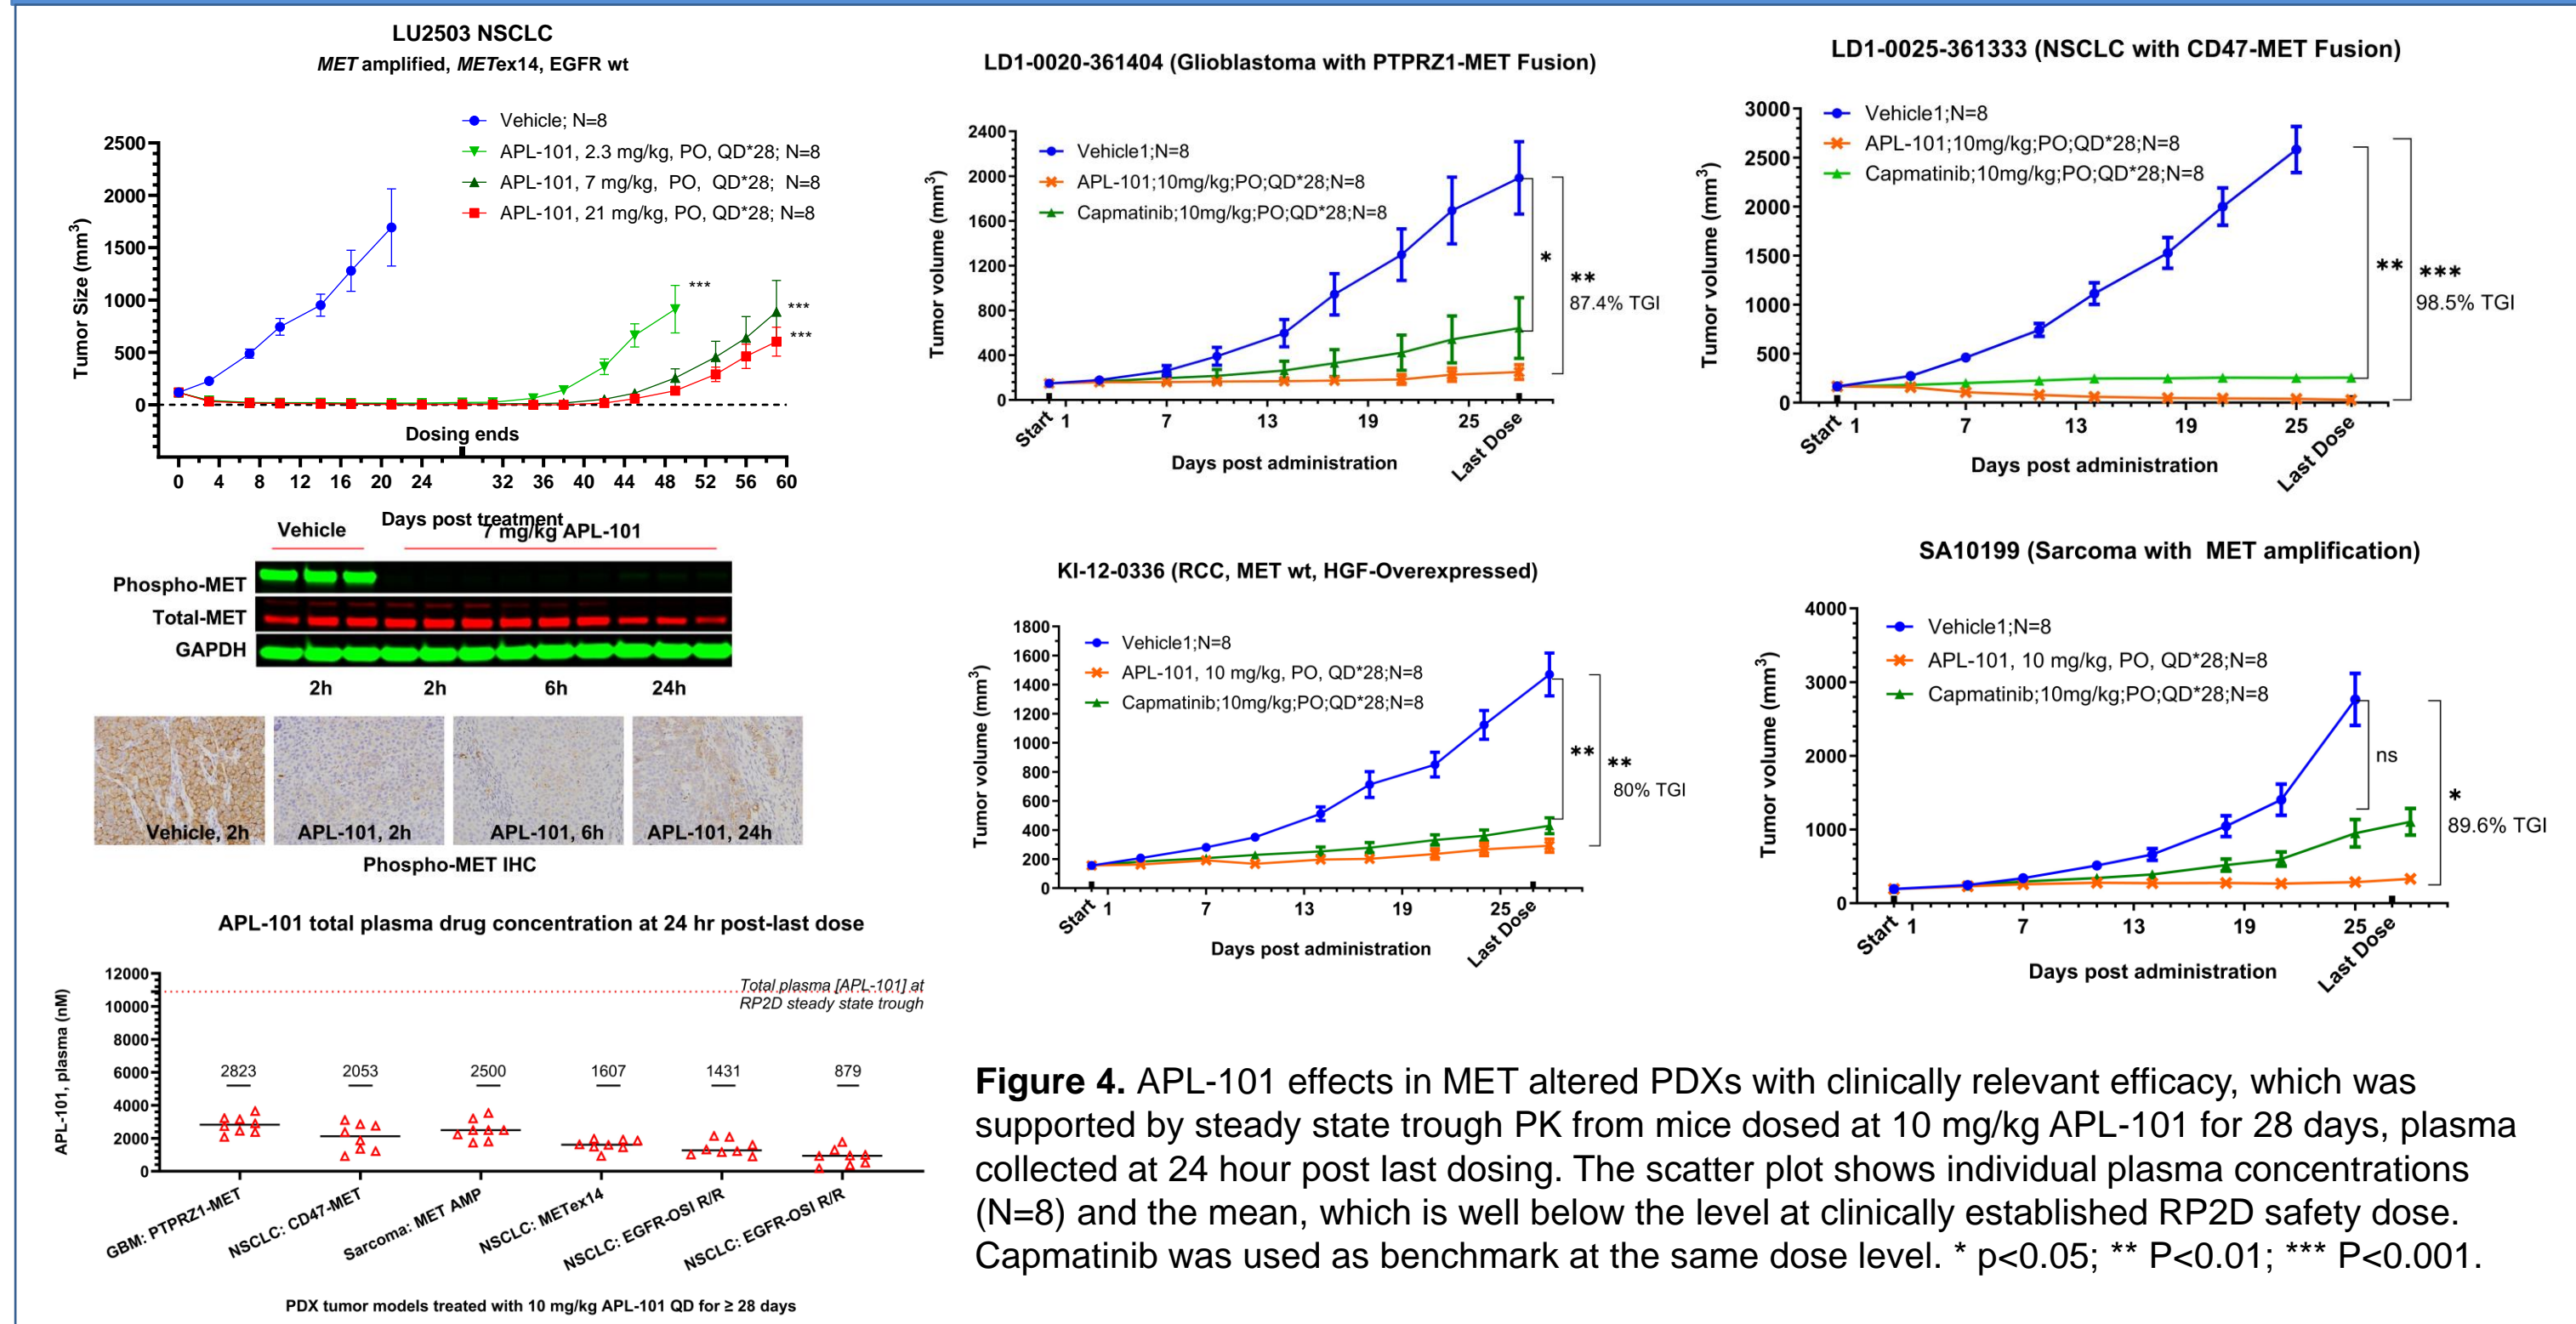 LU2503 NSCLC
MET amplified, METex14, EGFR wt
Vehicle; N=8
APL-101, 2.3 mg/kg, PO, QD*28; N=8
APL-101, 7 mg/kg, PO, QD*28; N=8
APL-101, 21 mg/kg, PO, QD*28; N=8
Tumor Size (mm³)
2500
2000
1500
1000
500
0
***
***
***
Dosing ends
0 4 8 12 16 20 24 32 36 40 44 48 52 56 60
Days post treatment
LD1-0020-361404 (Glioblastoma with PTPRZ1-MET Fusion)
Vehicle1;N=8
APL-101;10mg/kg;PO;QD*28;N=8
Capmatinib;10mg/kg;PO;QD*28;N=8
Tumor volume (mm³)
2400
2000
1600
1200
800
400
0
*
**
87.4% TGI
Start 1 7 13 19 25 Last Dose
Days post administration
LD1-0025-361333 (NSCLC with CD47-MET Fusion)
Vehicle1;N=8
APL-101;10mg/kg;PO;QD*28;N=8
Capmatinib;10mg/kg;PO;QD*28;N=8
Tumor volume (mm³)
3000
2500
2000
1500
1000
500
0
**
***
98.5% TGI
Start 1 7 13 19 25 Last Dose
Days post administration
Vehicle
7 mg/kg APL-101
Phospho-MET
Total-MET
GAPDH
2h 2h 6h 24h
Vehicle, 2h
APL-101, 2h
APL-101, 6h
APL-101, 24h
Phospho-MET IHC
KI-12-0336 (RCC, MET wt, HGF-Overexpressed)
Vehicle1;N=8
APL-101, 10 mg/kg, PO, QD*28;N=8
Capmatinib;10mg/kg;PO;QD*28;N=8
Tumor volume (mm³)
1800
1600
1400
1200
1000
800
600
400
200
0
**
**
80% TGI
Start 1 7 13 19 25 Last Dose
Days post administration
SA10199 (Sarcoma with MET amplification)
Vehicle1;N=8
APL-101, 10 mg/kg, PO, QD*28;N=8
Capmatinib;10mg/kg;PO;QD*28;N=8
Tumor volume (mm³)
4000
3000
2000
1000
0
ns
*
89.6% TGI
Start 1 7 13 19 25 Last Dose
Days post administration
APL-101 total plasma drug concentration at 24 hr post-last dose
APL-101, plasma (nM)
12000
10000
8000
6000
4000
2000
0
Total plasma [APL-101] at
RP2D steady state trough
2823 2053 2500 1607 1431 879
GBM: PTPRZ1-MET
NSCLC: CD47-MET
Sarcoma: MET AMP
NSCLC: METex14
NSCLC: EGFR-OSI R/R
NSCLC: EGFR-OSI R/R
PDX tumor models treated with 10 mg/kg APL-101 QD for ≥ 28 days
Figure 4. APL-101 effects in MET altered PDXs with clinically relevant efficacy, which was
supported by steady state trough PK from mice dosed at 10 mg/kg APL-101 for 28 days, plasma
collected at 24 hour post last dosing. The scatter plot shows individual plasma concentrations
(N=8) and the mean, which is well below the level at clinically established RP2D safety dose.
Capmatinib was used as benchmark at the same dose level. * p<0.05; ** P<0.01; *** P<0.001.